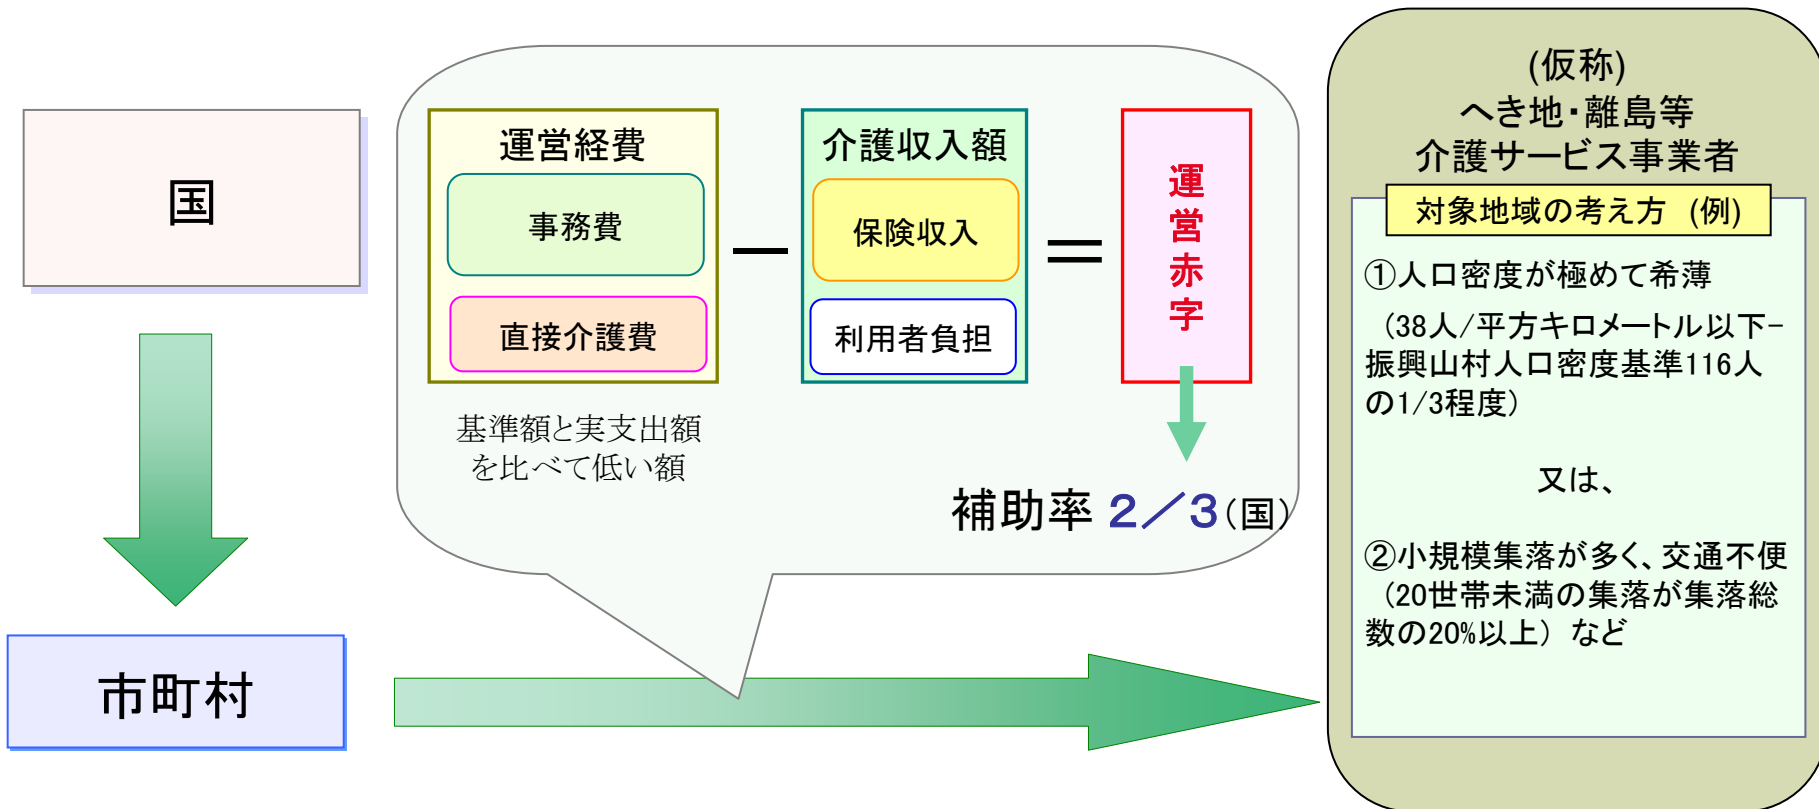 国
市町村
運営経費
事務費
直接介護費
基準額と実支出額
を比べて低い額
－
介護収入額
保険収入
利用者負担
＝
運営赤字
補助率 ２／３(国)
(仮称)
へき地・離島等
介護サービス事業者
対象地域の考え方 (例)
①人口密度が極めて希薄
（38人/平方キロメートル以下－
振興山村人口密度基準116人
の1/3程度）
又は、
②小規模集落が多く、交通不便
（20世帯未満の集落が集落総
数の20%以上）など